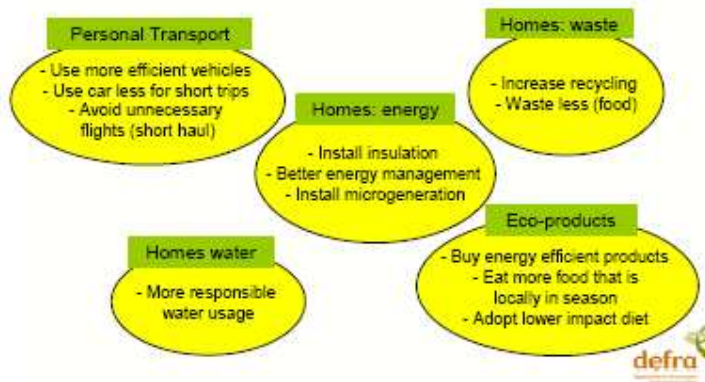 Personal Transport
- Use more efficient vehicles
- Use car less for short trips
- Avoid unnecessary
flights (short haul)
Homes: waste
- Increase recycling
- Waste less (food)
Homes: energy
- Install insulation
- Better energy management
- Install microgeneration
Homes water
- More responsible
water usage
Eco-products
- Buy energy efficient products
- Eat more food that is
locally in season
- Adopt lower impact diet
defra